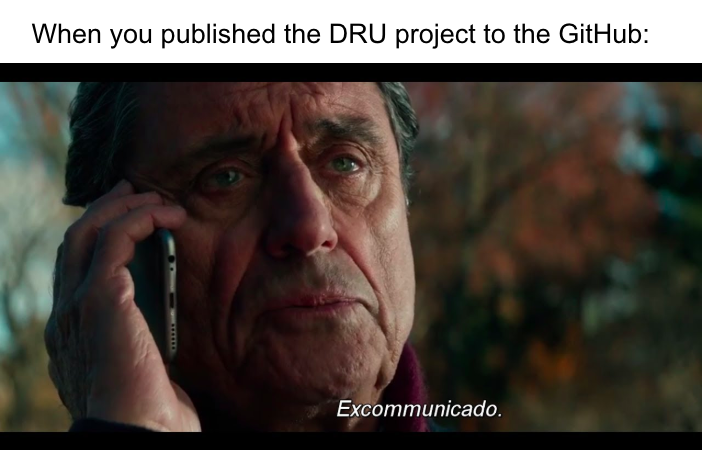 When you published the DRU project to the GitHub:
Excommunicado.